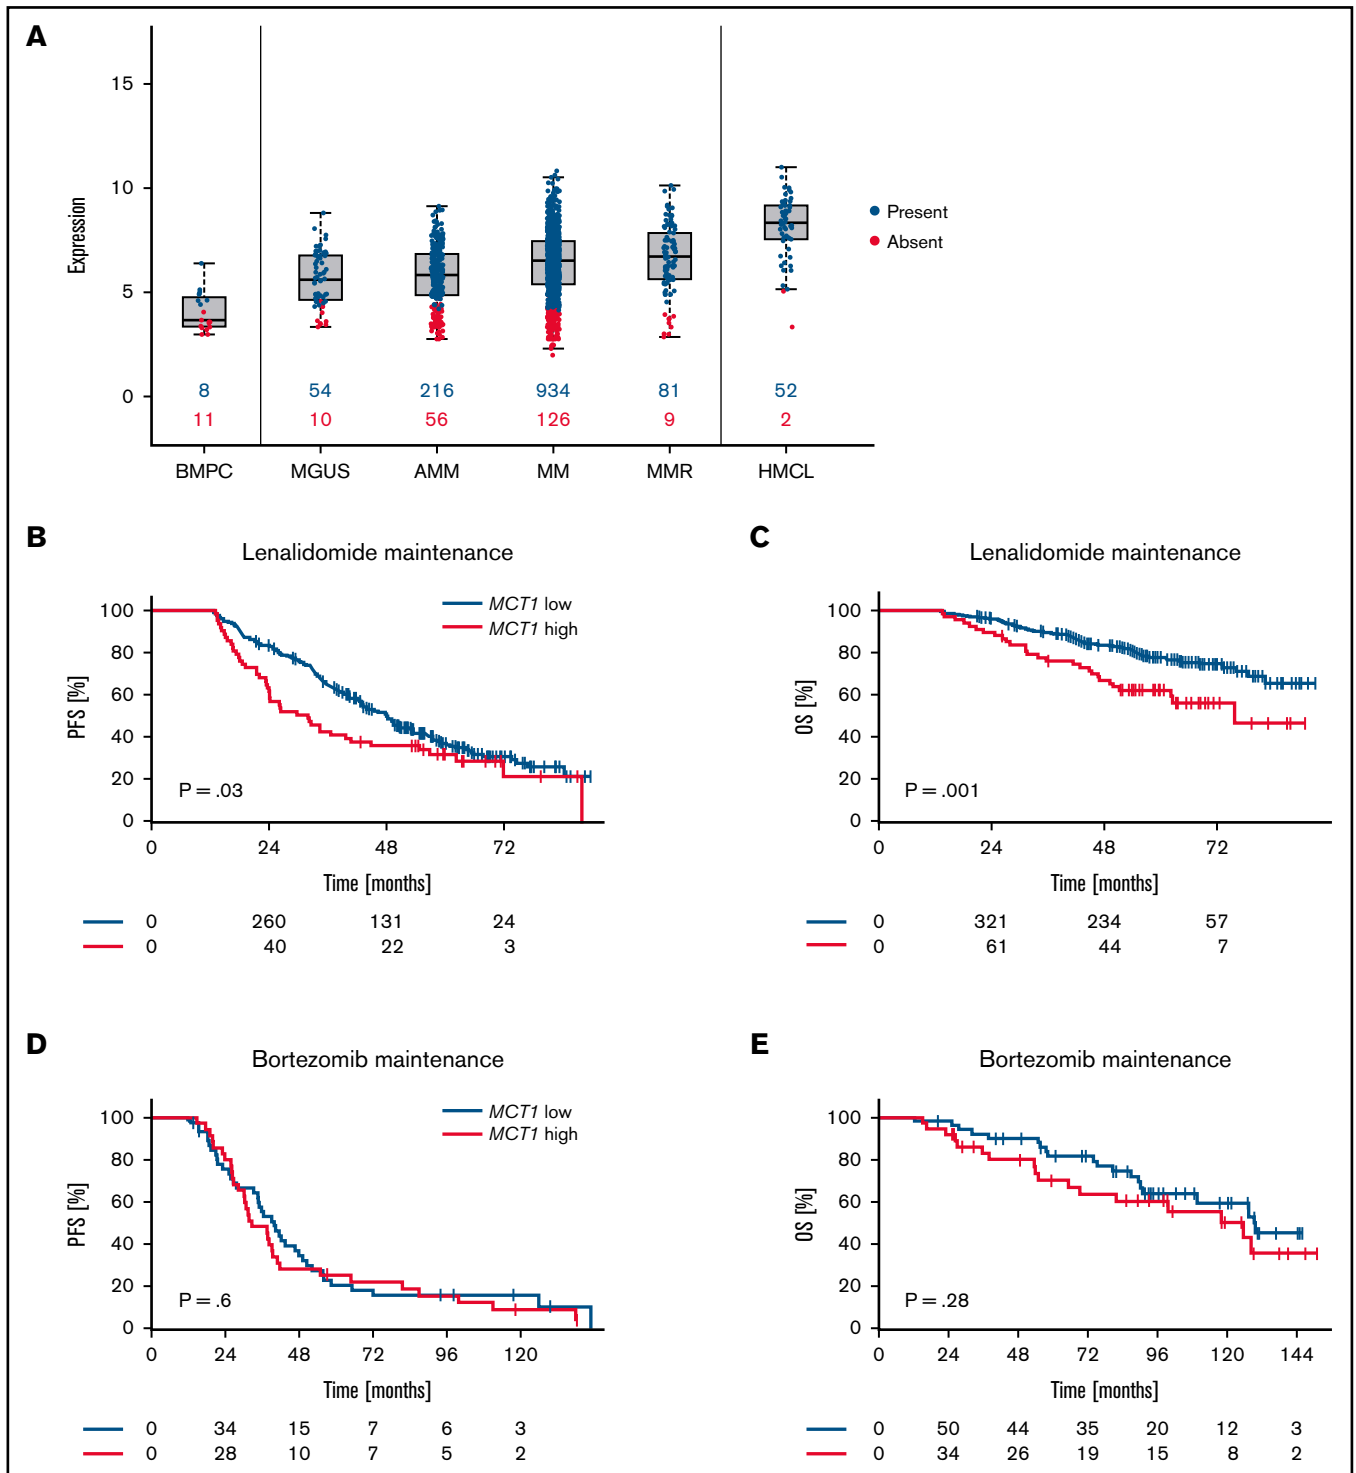 A
15
10
5
0
Expression
Present
Absent
8 54 216 934 81 52
11 10 56 126 9 2
BMPC MGUS AMM MM MMR HMCL
B
Lenalidomide maintenance
MCT1 low
MCT1 high
100
80
60
40
20
0
PFS [%]
P = .03
0 24 48 72
Time [months]
0 260 131 24
0 40 22 3
C
Lenalidomide maintenance
100
80
60
40
20
0
OS [%]
P = .001
0 24 48 72
Time [months]
0 321 234 57
0 61 44 7
D
Bortezomib maintenance
MCT1 low
MCT1 high
100
80
60
40
20
0
PFS [%]
P = .6
0 24 48 72 96 120
Time [months]
0 34 15 7 6 3
0 28 10 7 5 2
E
Bortezomib maintenance
100
80
60
40
20
0
OS [%]
P = .28
0 24 48 72 96 120 144
Time [months]
0 50 44 35 20 12 3
0 34 26 19 15 8 2